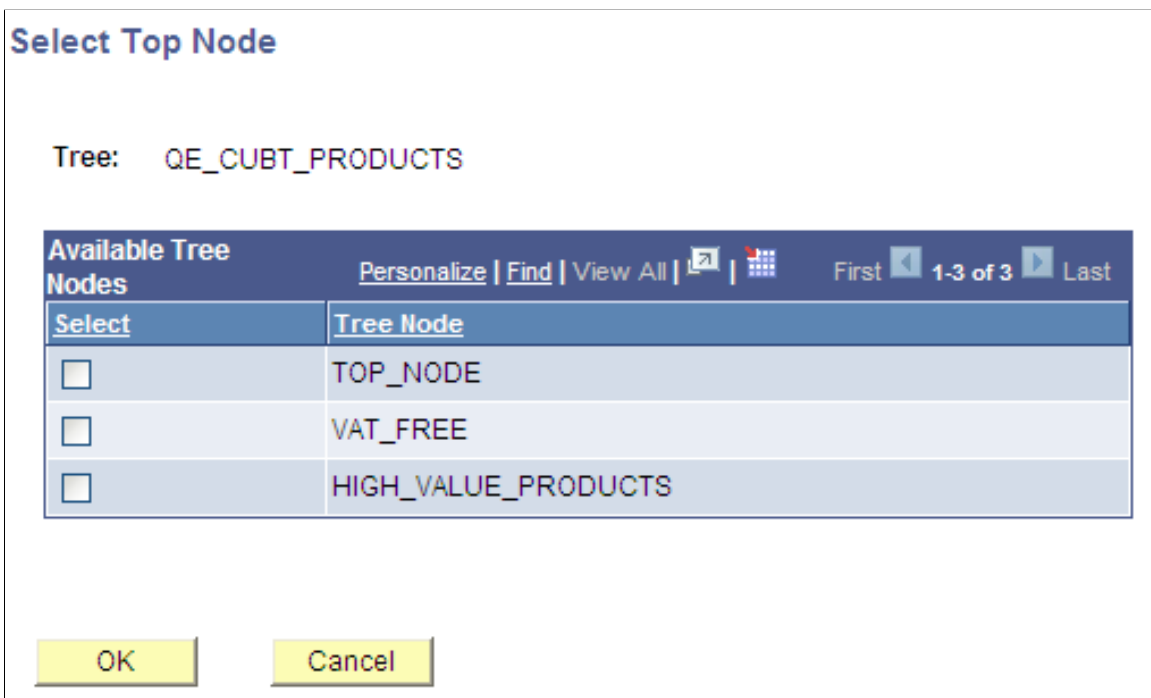 Select Top Node
Tree: QE_CUBT_PRODUCTS
Available Tree Nodes
Personalize | Find | View All | | First 1-3 of 3 Last
Select Tree Node
TOP_NODE
VAT_FREE
HIGH_VALUE_PRODUCTS
OK Cancel